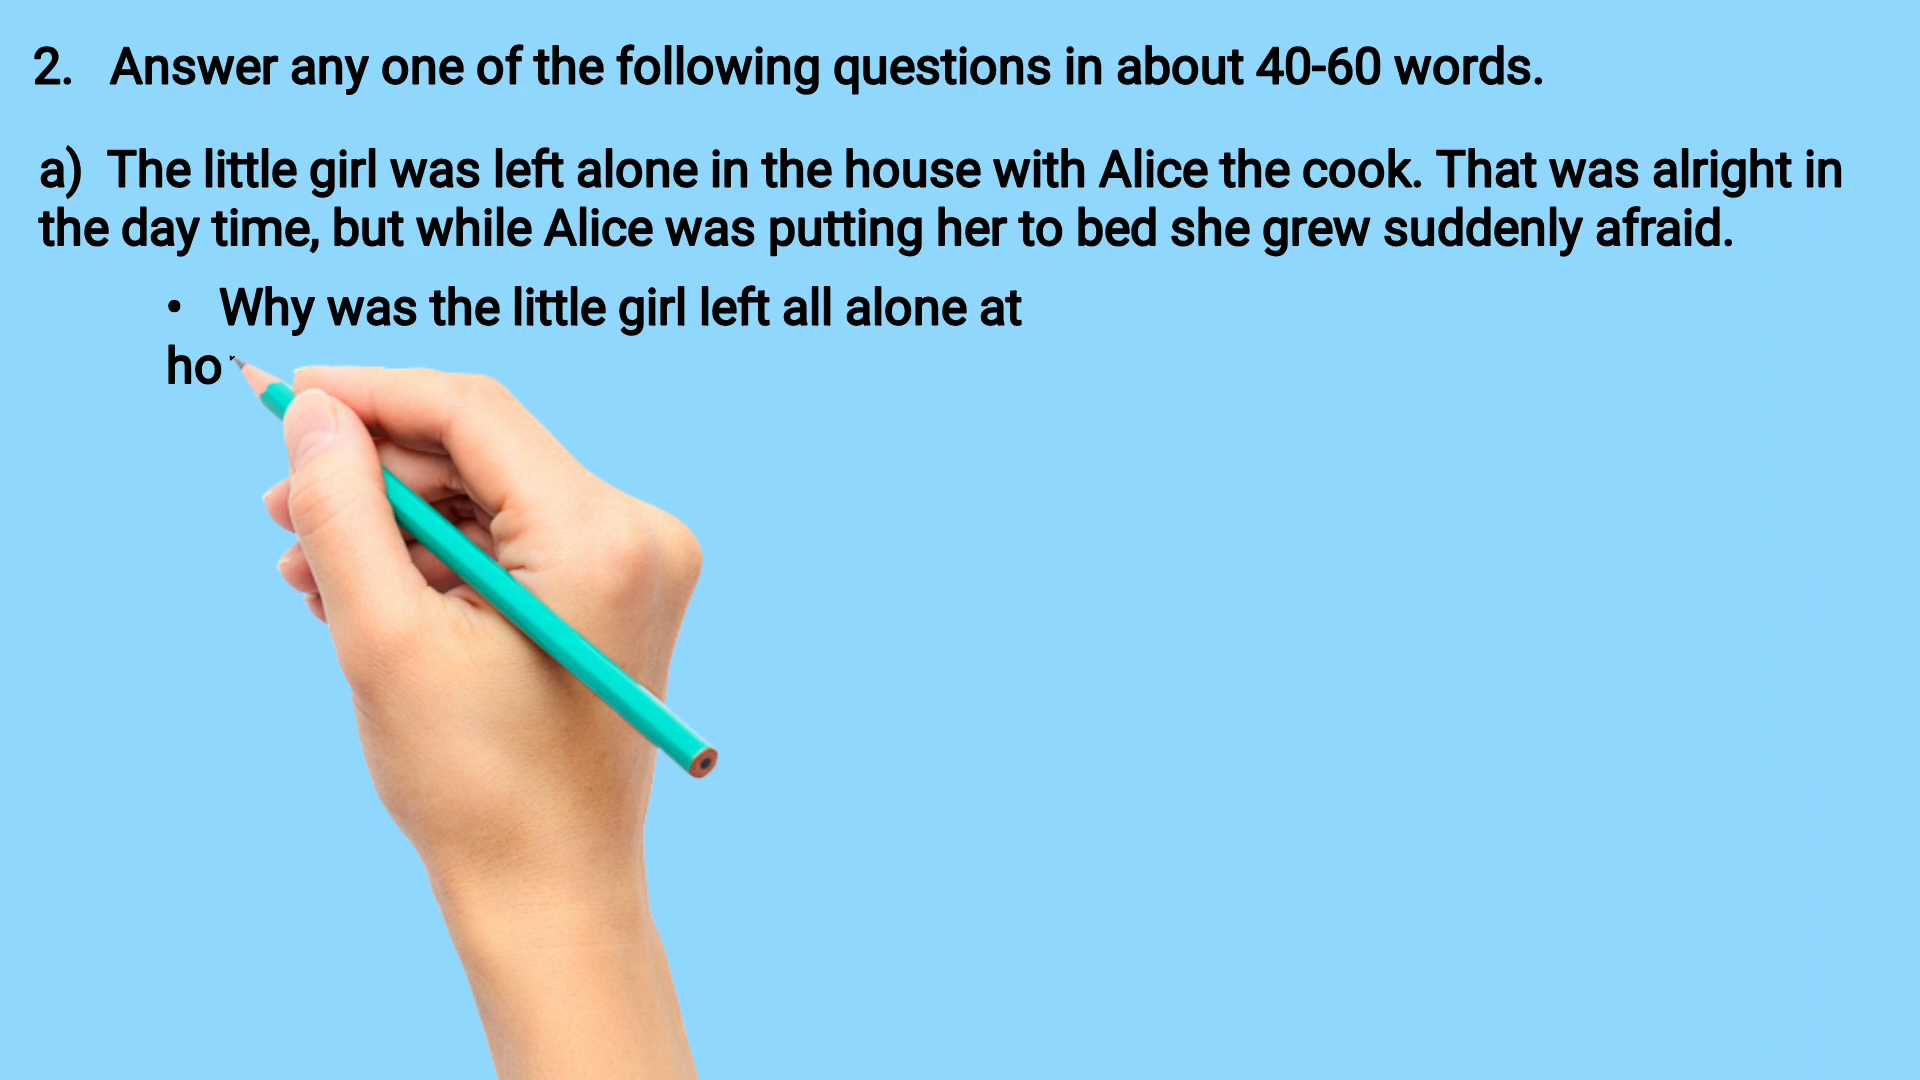 2. Answer any one of the following questions in about 40-60 words.
a) The little girl was left alone in the house with Alice the cook. That was alright in
the day time, but while Alice was putting her to bed she grew suddenly afraid.
• Why was the little girl left all alone at
ho